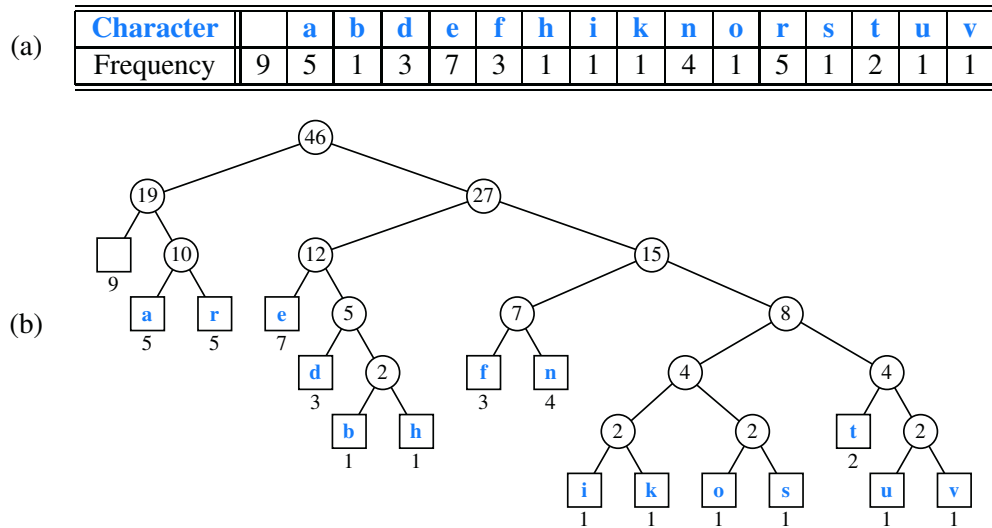 (a)
Character a b d e f h i k n o r s t u v
Frequency 9 5 1 3 7 3 1 1 1 4 1 5 1 2 1 1
46
19 27
10 12 15
9
a r e 5 7 8
5 5 7
(b)
d 2 f n 4 4
3 3 4
b h 2 2 t 2
1 1 2
i k o s u v
1 1 1 1 1 1